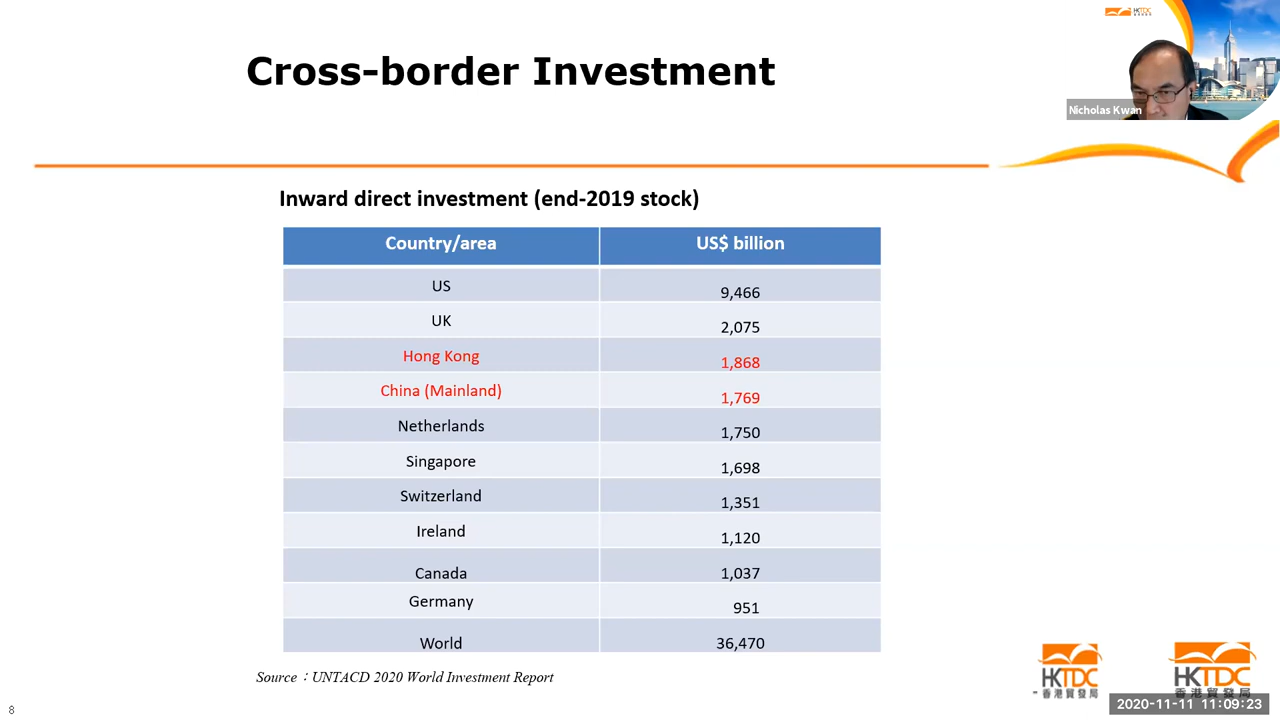 HKTDC
Nicholas Kwan
Cross-border Investment
Inward direct investment (end-2019 stock)
Country/area US$ billion
US 9,466
UK 2,075
Hong Kong 1,868
China (Mainland) 1,769
Netherlands 1,750
Singapore 1,698
Switzerland 1,351
Ireland 1,120
Canada 1,037
Germany 951
World 36,470
Source：UNTACD 2020 World Investment Report
HKTDC
香港貿發局
HKTDC
香港貿發局
2020-11-11 11:09:23
8